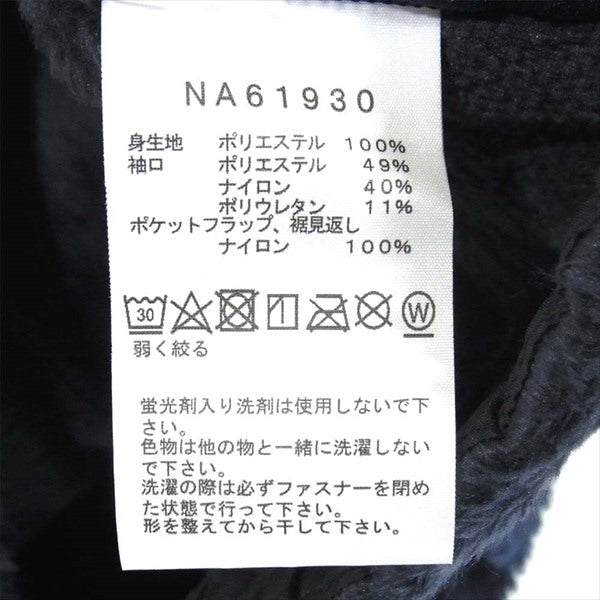 NA61930
身生地 ポリエステル 100%
袖口 ポリエステル 49%
ナイロン 40%
ポリウレタン 11%
ポケットフラップ、裾見返し
ナイロン 100%
30 W
弱く絞る
蛍光剤入り洗剤は使用しないで下
さい。
色物は他の物と一緒に洗濯しない
で下さい。
洗濯の際は必ずファスナーを閉め
た状態で行って下さい。
形を整えてから干して下さい。